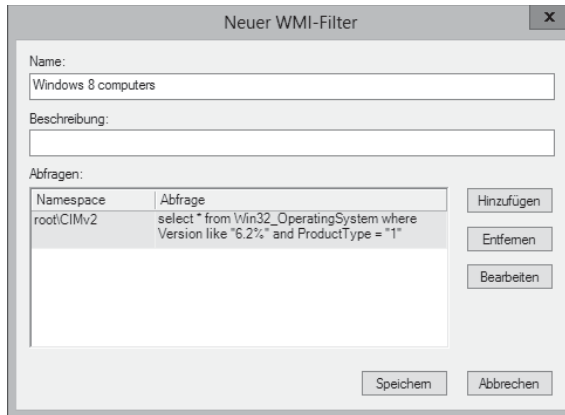 Neuer WMI-Filter
x
Name:
Windows 8 computers
Beschreibung:
Abfragen:
Namespace Abfrage
root\CIMv2 select * from Win32_OperatingSystem where
Version like "6.2%" and ProductType = "1"
Hinzufügen
Entfernen
Bearbeiten
Speichern Abbrechen